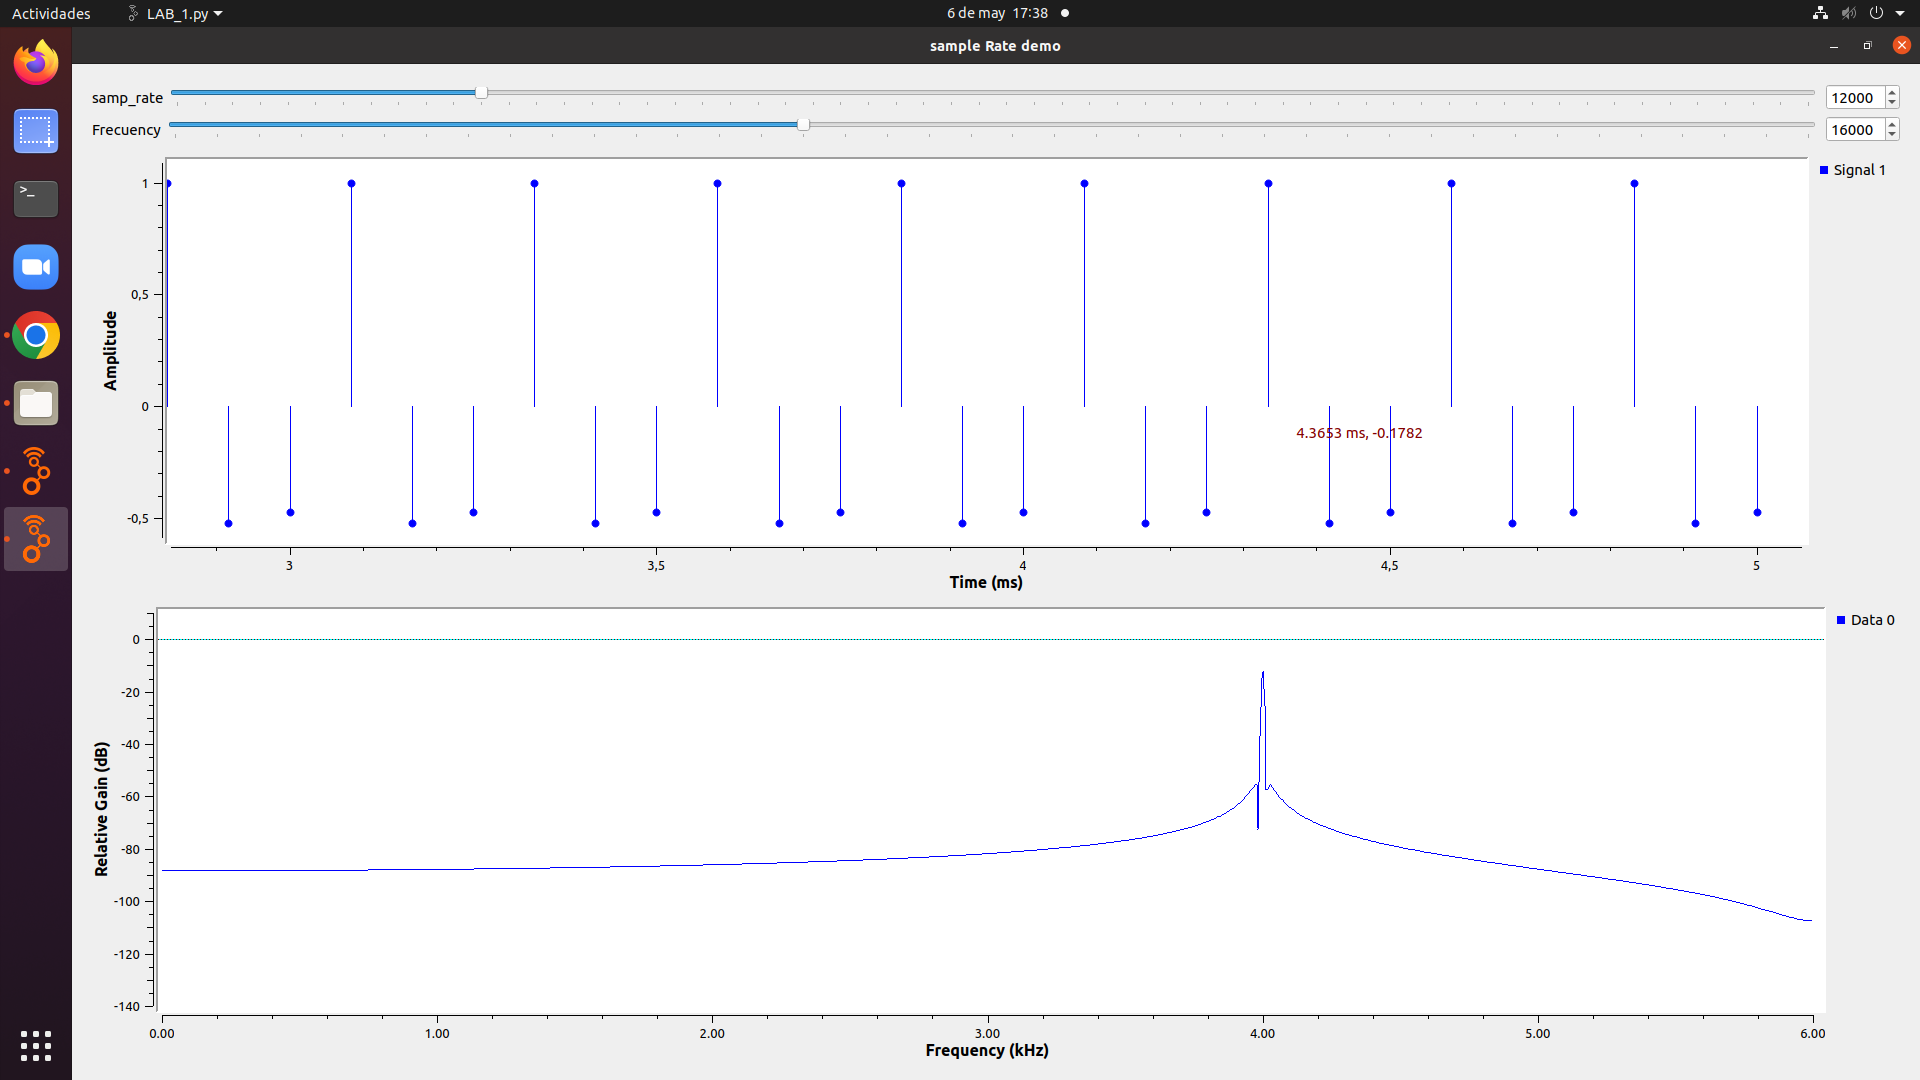 Actividades LAB_1.py 6 de may 17:38
sample Rate demo
samp_rate 12000
Frecuency 16000
Signal 1
1
0,5
0
-0,5
Amplitude
4.3653 ms, -0.1782
3 3,5 4 4,5 5
Time (ms)
Data 0
0
-20
-40
-60
-80
-100
-120
-140
Relative Gain (dB)
0.00 1.00 2.00 3.00 4.00 5.00 6.00
Frequency (kHz)